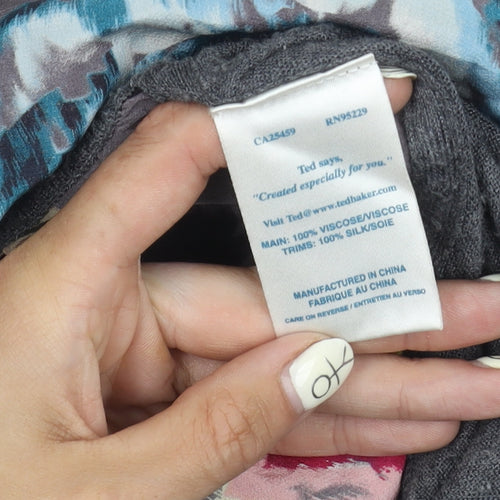 CA25459 RN95229
Ted says,
"Created especially for you."
Visit Ted@www.tedbaker.com
MAIN: 100% VISCOSE/VISCOSE
TRIMS: 100% SILK/SOIE
MANUFACTURED IN CHINA
FABRIQUE AU CHINA
CARE ON REVERSE / ENTRETIEN AU VERSO